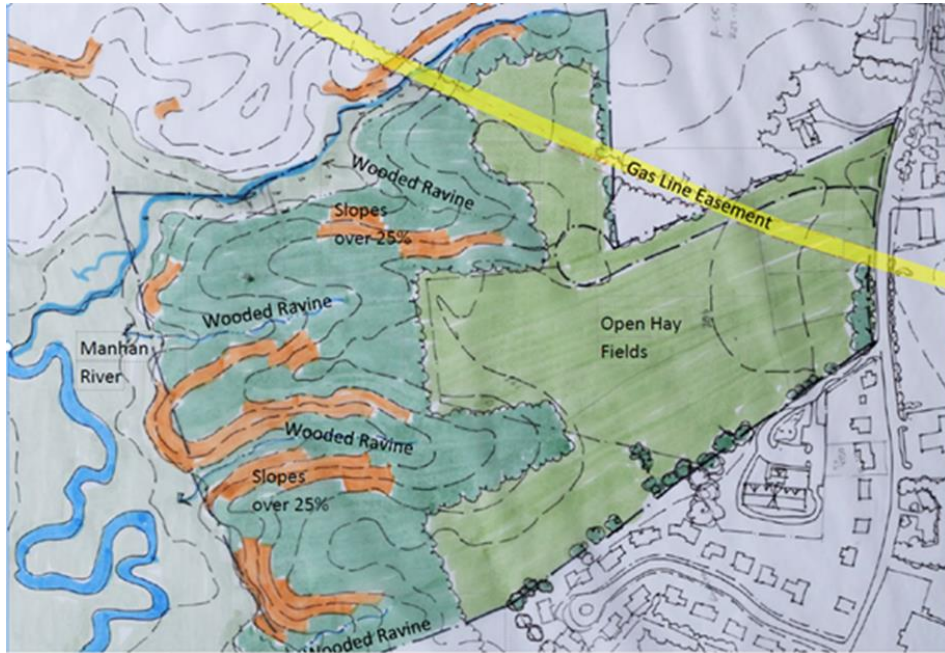 Gas Line Easement
Wooded Ravine
Slopes
over 25%
Wooded Ravine
Open Hay
Fields
Manhan
River
Wooded Ravine
Slopes
over 25%
Wooded Ravine